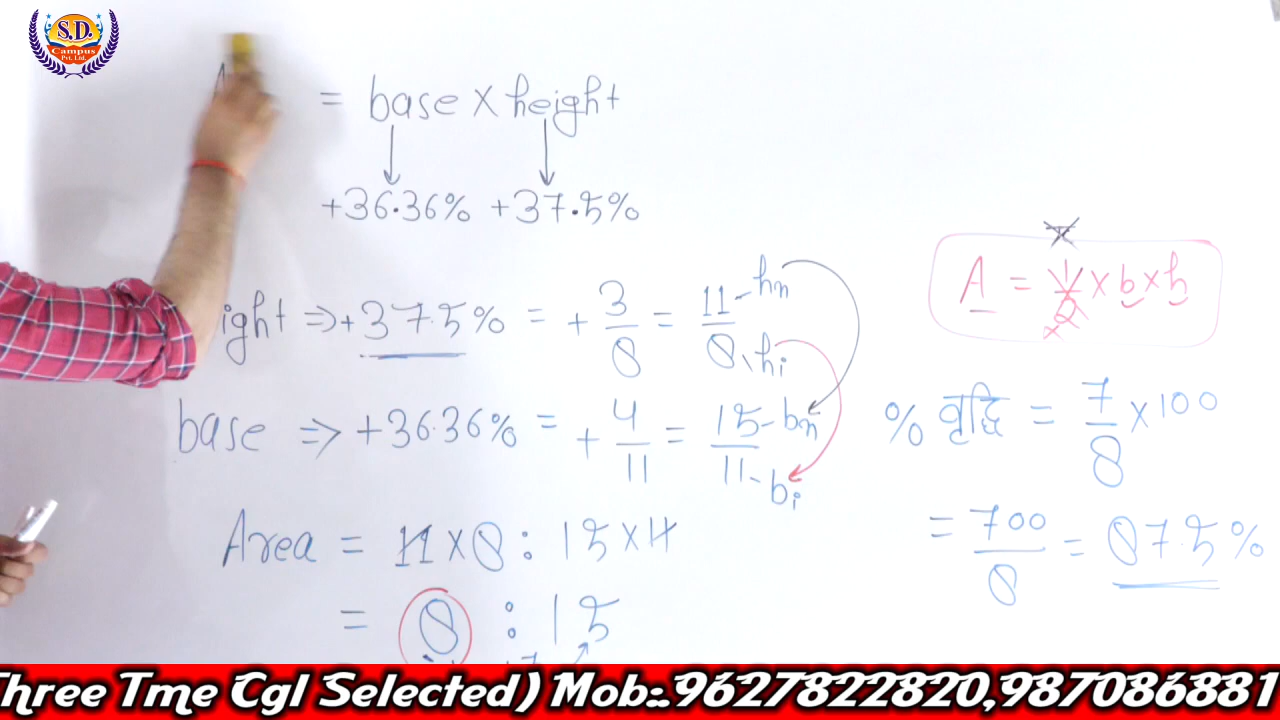 S.D.
Campus
Pvt. Ltd.
= base × height
+36.36% +37.5%
A = 1/2 × b × h
ight ⇒ +37.5% = + 3/8 = 11/8 - hn
hi
base ⇒ +36.36% = + 4/11 = 15/11 - bn
- bi
% वृद्धि = 7/8 × 100
= 700/8 = 87.5%
Area = 11 × 8 : 15 × 11
= 8 : 15
Three Tme Cgl Selected) Mob:.9627822820,987086881